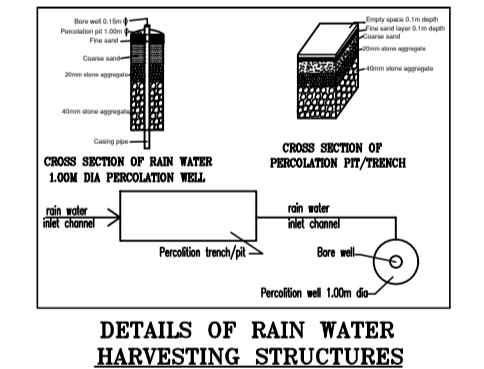 Bore well 0.15m ϕ
Percolation pit 1.00m ϕ
Fine sand
Coarse sand
20mm stone aggregate
40mm stone aggregate
Casing pipe
CROSS SECTION OF RAIN WATER
1.00M DIA PERCOLATION WELL
Empty space 0.1m depth
Fine sand layer 0.1m depth
Coarse sand
20mm stone aggregate
40mm stone aggregate
CROSS SECTION OF
PERCOLATION PIT/TRENCH
rain water
inlet channel
Percolition trench/pit
rain water
inlet channel
Bore well
Percolition well 1.00m dia
DETAILS OF RAIN WATER
HARVESTING STRUCTURES